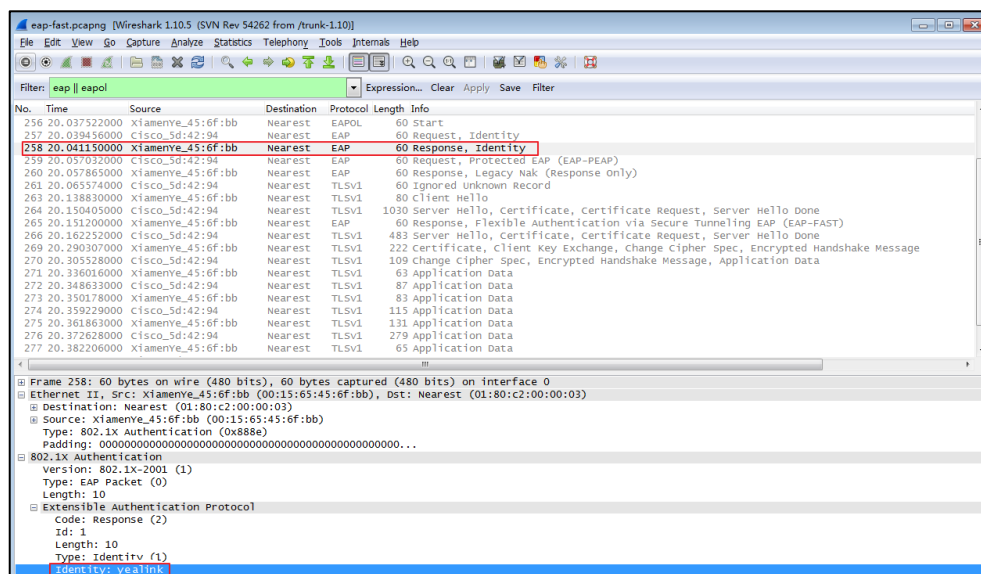 eap-fast.pcapng [Wireshark 1.10.5 (SVN Rev 54262 from /trunk-1.10)]
File Edit View Go Capture Analyze Statistics Telephony Tools Internals Help
Filter: eap || eapol Expression... Clear Apply Save Filter
No. Time Source Destination Protocol Length Info
256 20.037522000 XiamenYe_45:6f:bb Nearest EAPOL 60 Start
257 20.039456000 Cisco_5d:42:94 Nearest EAP 60 Request, Identity
258 20.041150000 XiamenYe_45:6f:bb Nearest EAP 60 Response, Identity
259 20.057032000 Cisco_5d:42:94 Nearest EAP 60 Request, Protected EAP (EAP-PEAP)
260 20.057865000 XiamenYe_45:6f:bb Nearest EAP 60 Response, Legacy Nak (Response Only)
261 20.065574000 Cisco_5d:42:94 Nearest TLSv1 60 Ignored Unknown Record
263 20.138830000 XiamenYe_45:6f:bb Nearest TLSv1 80 Client Hello
264 20.150405000 Cisco_5d:42:94 Nearest TLSv1 1030 Server Hello, Certificate, Certificate Request, Server Hello Done
265 20.151200000 XiamenYe_45:6f:bb Nearest EAP 60 Response, Flexible Authentication via Secure Tunneling EAP (EAP-FAST)
266 20.162252000 Cisco_5d:42:94 Nearest TLSv1 483 Server Hello, Certificate, Certificate Request, Server Hello Done
269 20.290307000 XiamenYe_45:6f:bb Nearest TLSv1 222 Certificate, Client Key Exchange, Change Cipher Spec, Encrypted Handshake Message
270 20.305528000 Cisco_5d:42:94 Nearest TLSv1 109 Change Cipher Spec, Encrypted Handshake Message, Application Data
271 20.336016000 XiamenYe_45:6f:bb Nearest TLSv1 63 Application Data
272 20.348633000 Cisco_5d:42:94 Nearest TLSv1 87 Application Data
273 20.350178000 XiamenYe_45:6f:bb Nearest TLSv1 83 Application Data
274 20.359229000 Cisco_5d:42:94 Nearest TLSv1 115 Application Data
275 20.361863000 XiamenYe_45:6f:bb Nearest TLSv1 131 Application Data
276 20.372628000 Cisco_5d:42:94 Nearest TLSv1 279 Application Data
277 20.382206000 XiamenYe_45:6f:bb Nearest TLSv1 65 Application Data
Frame 258: 60 bytes on wire (480 bits), 60 bytes captured (480 bits) on interface 0
Ethernet II, Src: XiamenYe_45:6f:bb (00:15:65:45:6f:bb), Dst: Nearest (01:80:c2:00:00:03)
Destination: Nearest (01:80:c2:00:00:03)
Source: XiamenYe_45:6f:bb (00:15:65:45:6f:bb)
Type: 802.1X Authentication (0x888e)
Padding: 000000000000000000000000000000000000000000000000...
802.1X Authentication
Version: 802.1X-2001 (1)
Type: EAP Packet (0)
Length: 10
Extensible Authentication Protocol
Code: Response (2)
Id: 1
Length: 10
Type: Identity (1)
Identity: yealink